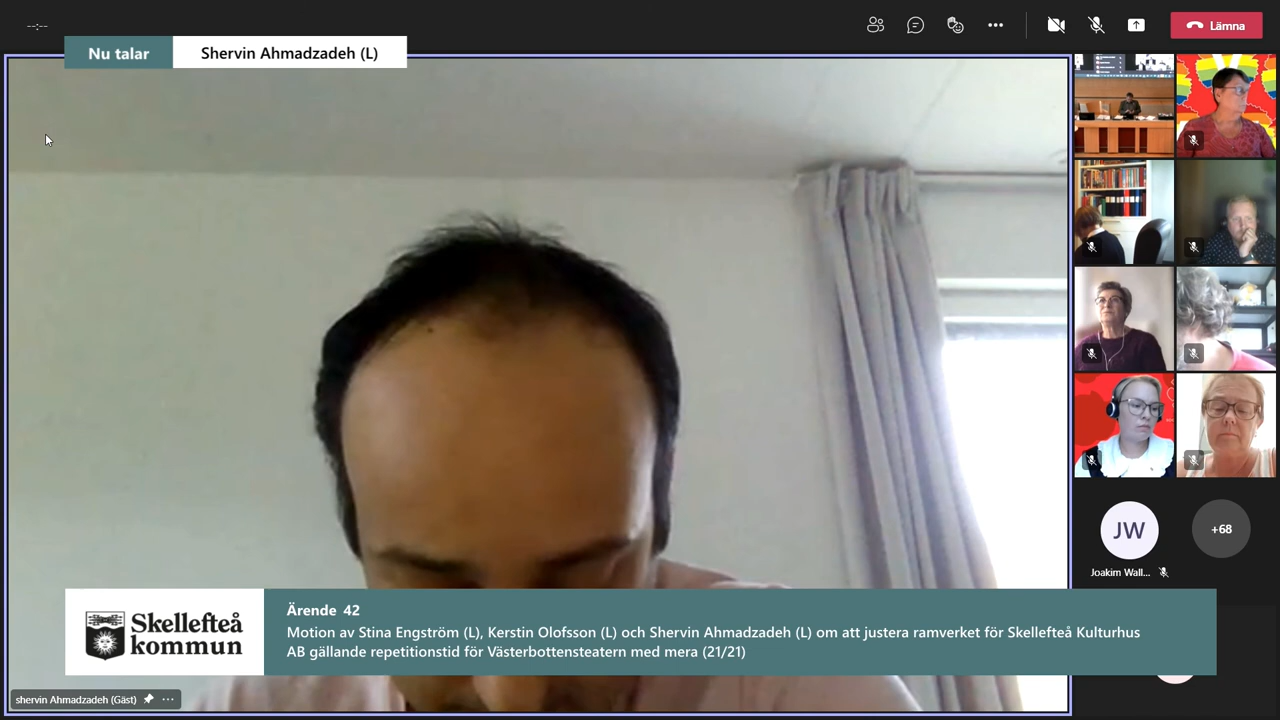 --:--
Lämna
Nu talar
Shervin Ahmadzadeh (L)
JW
+68
Joakim Wall...
Skellefteå
kommun
Ärende 42
Motion av Stina Engström (L), Kerstin Olofsson (L) och Shervin Ahmadzadeh (L) om att justera ramverket för Skellefteå Kulturhus
AB gällande repetitionstid för Västerbottensteatern med mera (21/21)
shervin Ahmadzadeh (Gäst)